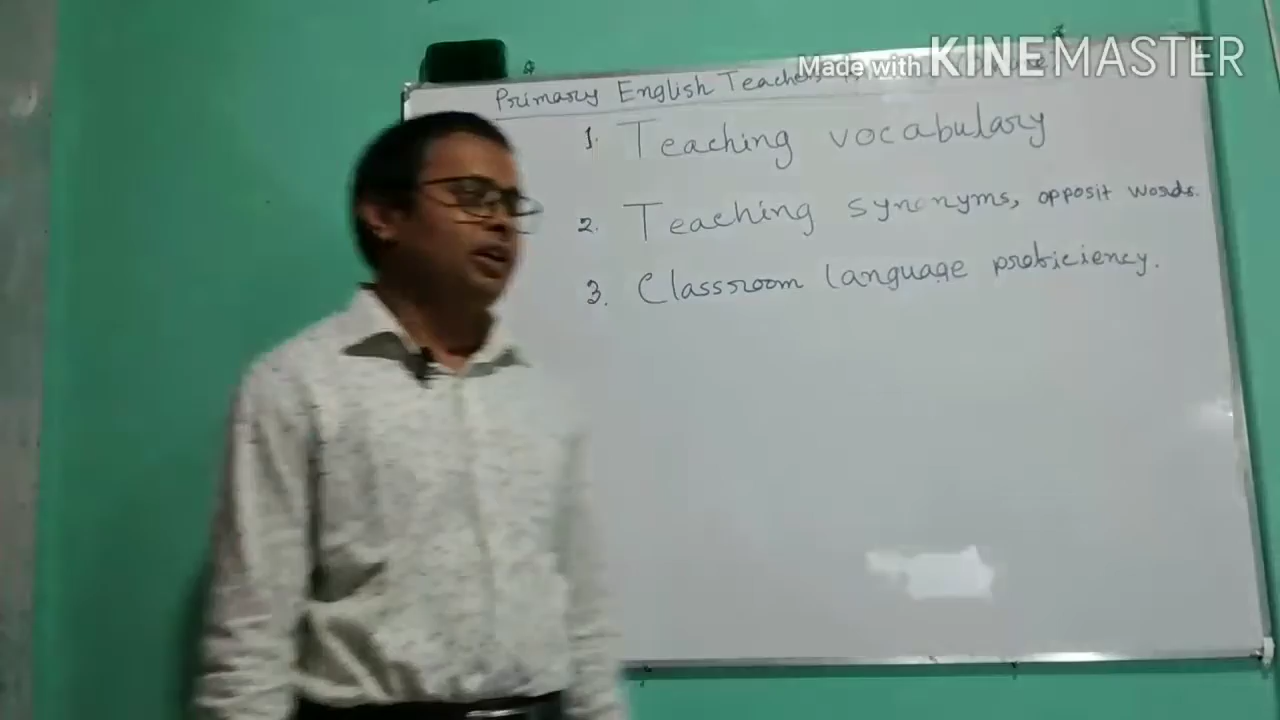 Made with KINEMASTER
Primary English Teachers
1. Teaching vocabulary
2. Teaching synonyms, opposit words.
3. Classroom language proficiency.